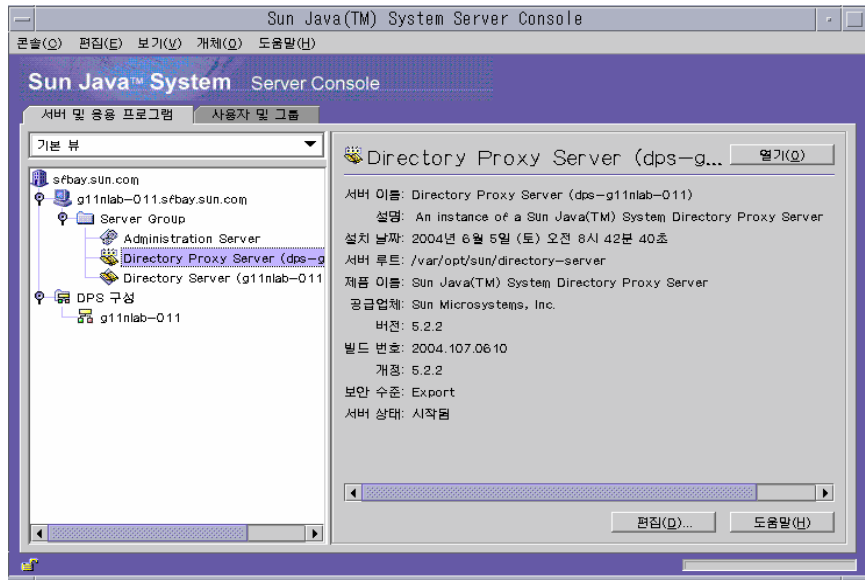 Sun Java(TM) System Server Console
콘솔(O) 편집(E) 보기(V) 개체(O) 도움말(H)
Sun Java™ System Server Console
서버 및 응용 프로그램 사용자 및 그룹
기본 뷰
sfbay.sun.com
g11nlab-011.sfbay.sun.com
Server Group
Administration Server
Directory Proxy Server (dps-g
Directory Server (g11nlab-011
DPS 구성
g11nlab-011
Directory Proxy Server (dps-g... 열기(O)
서버 이름: Directory Proxy Server (dps-g11nlab-011)
설명: An instance of a Sun Java(TM) System Directory Proxy Server
설치 날짜: 2004년 6월 5일 (토) 오전 8시 42분 40초
서버 루트: /var/opt/sun/directory-server
제품 이름: Sun Java(TM) System Directory Proxy Server
공급업체: Sun Microsystems, Inc.
버전: 5.2.2
빌드 번호: 2004.107.0610
개정: 5.2.2
보안 수준: Export
서버 상태: 시작됨
편집(D)... 도움말(H)